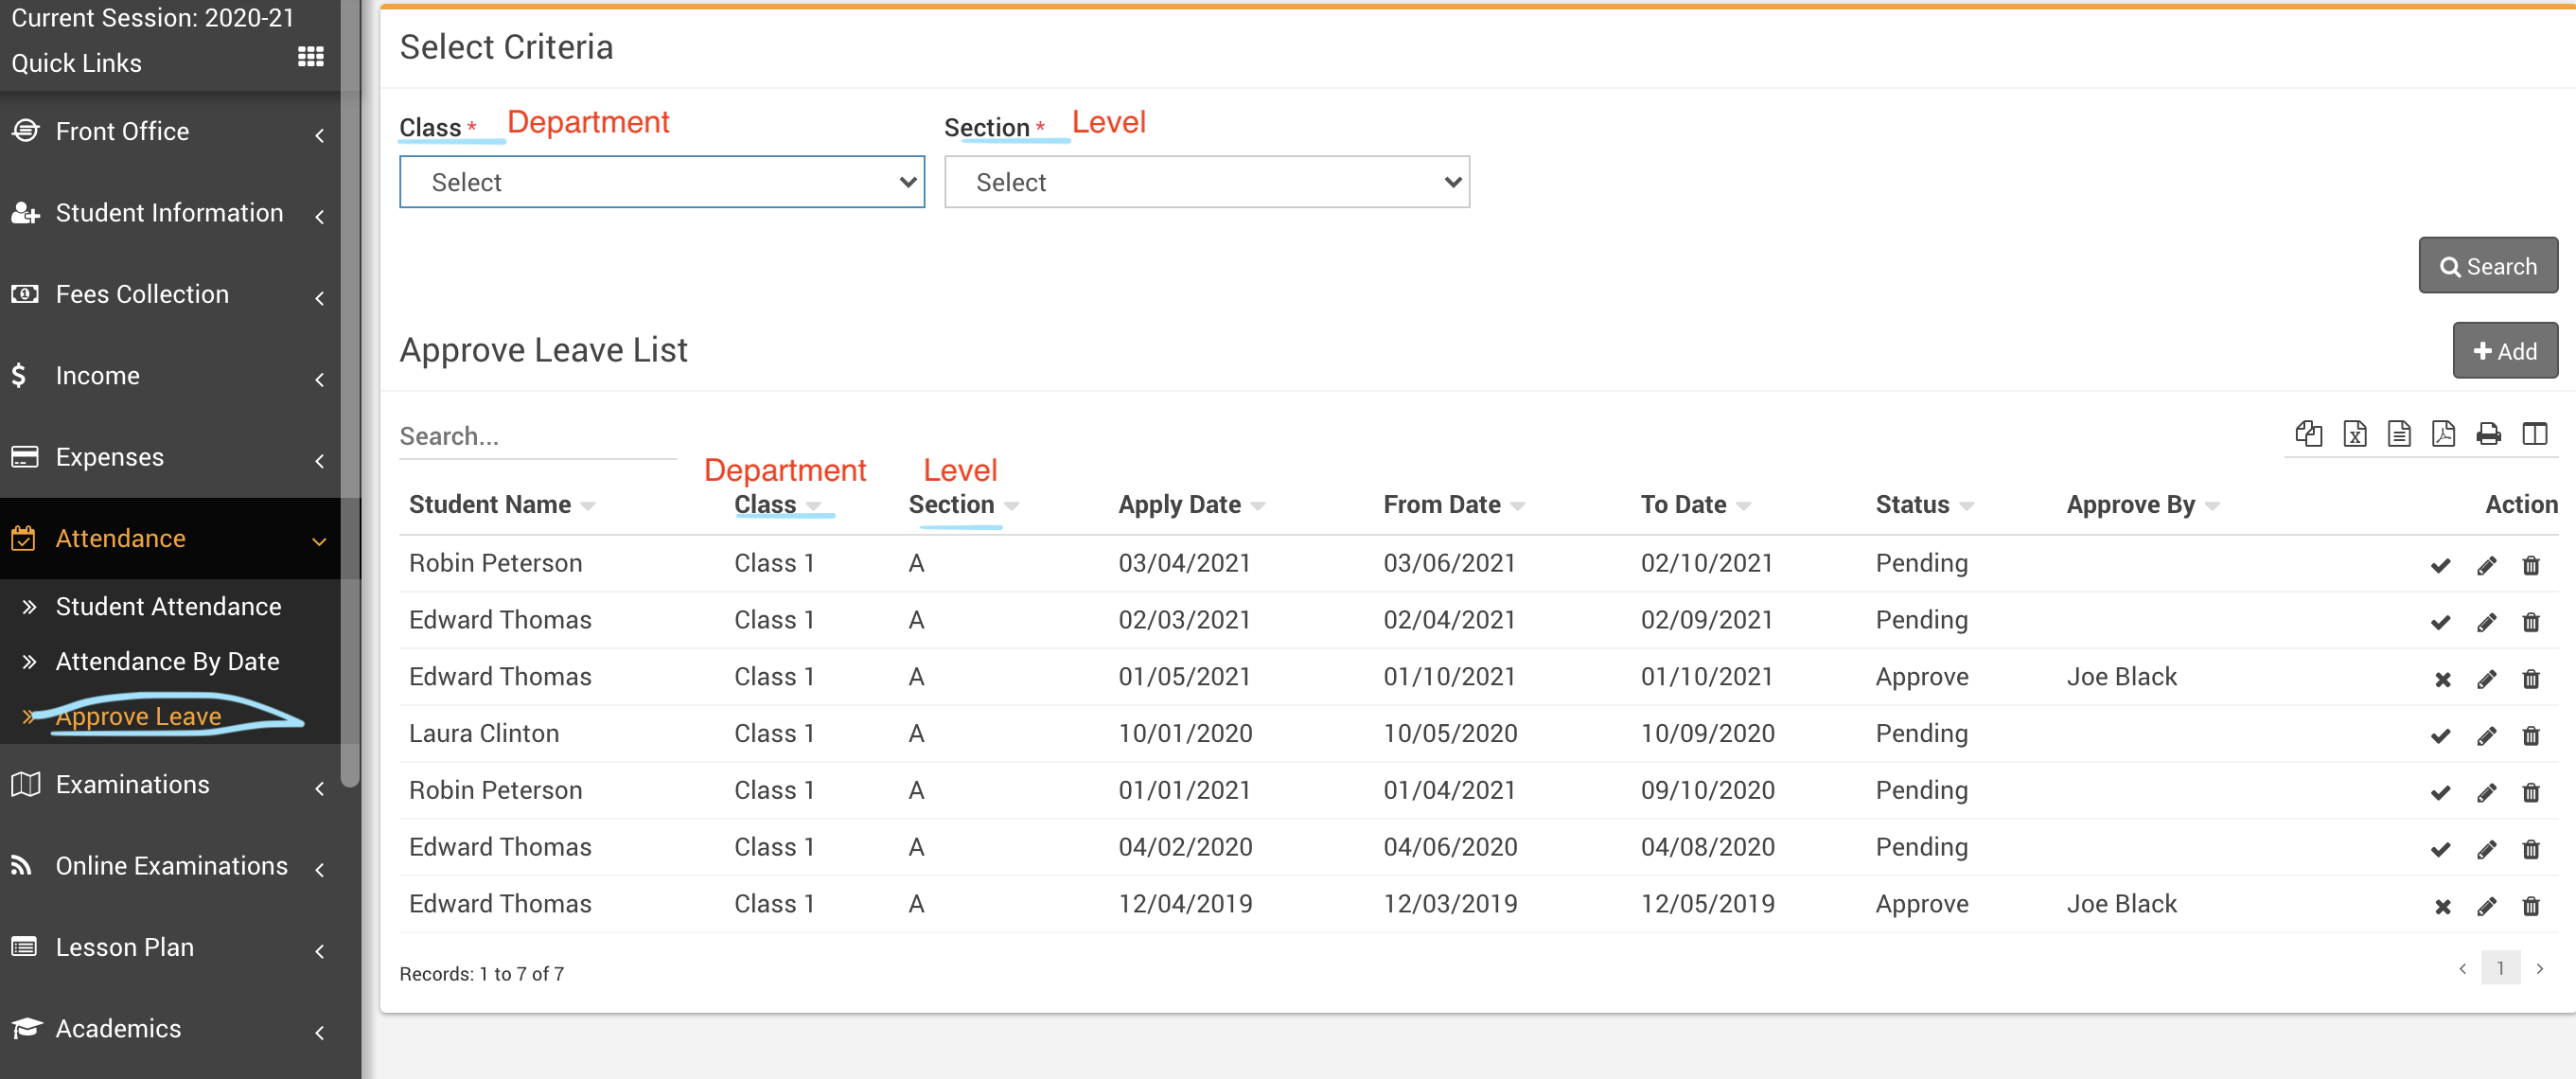 Current Session: 2020-21
Quick Links
Front Office
Student Information
Fees Collection
Income
Expenses
Attendance
Student Attendance
Attendance By Date
Approve Leave
Examinations
Online Examinations
Lesson Plan
Academics
Select Criteria
Class * Department Section * Level
Select Select
Search
Approve Leave List
Add
Search...
Department Level
Student Name Class Section Apply Date From Date To Date Status Approve By Action
Robin Peterson Class 1 A 03/04/2021 03/06/2021 02/10/2021 Pending
Edward Thomas Class 1 A 02/03/2021 02/04/2021 02/09/2021 Pending
Edward Thomas Class 1 A 01/05/2021 01/10/2021 01/10/2021 Approve Joe Black
Laura Clinton Class 1 A 10/01/2020 10/05/2020 10/09/2020 Pending
Robin Peterson Class 1 A 01/01/2021 01/04/2021 09/10/2020 Pending
Edward Thomas Class 1 A 04/02/2020 04/06/2020 04/08/2020 Pending
Edward Thomas Class 1 A 12/04/2019 12/03/2019 12/05/2019 Approve Joe Black
Records: 1 to 7 of 7
1